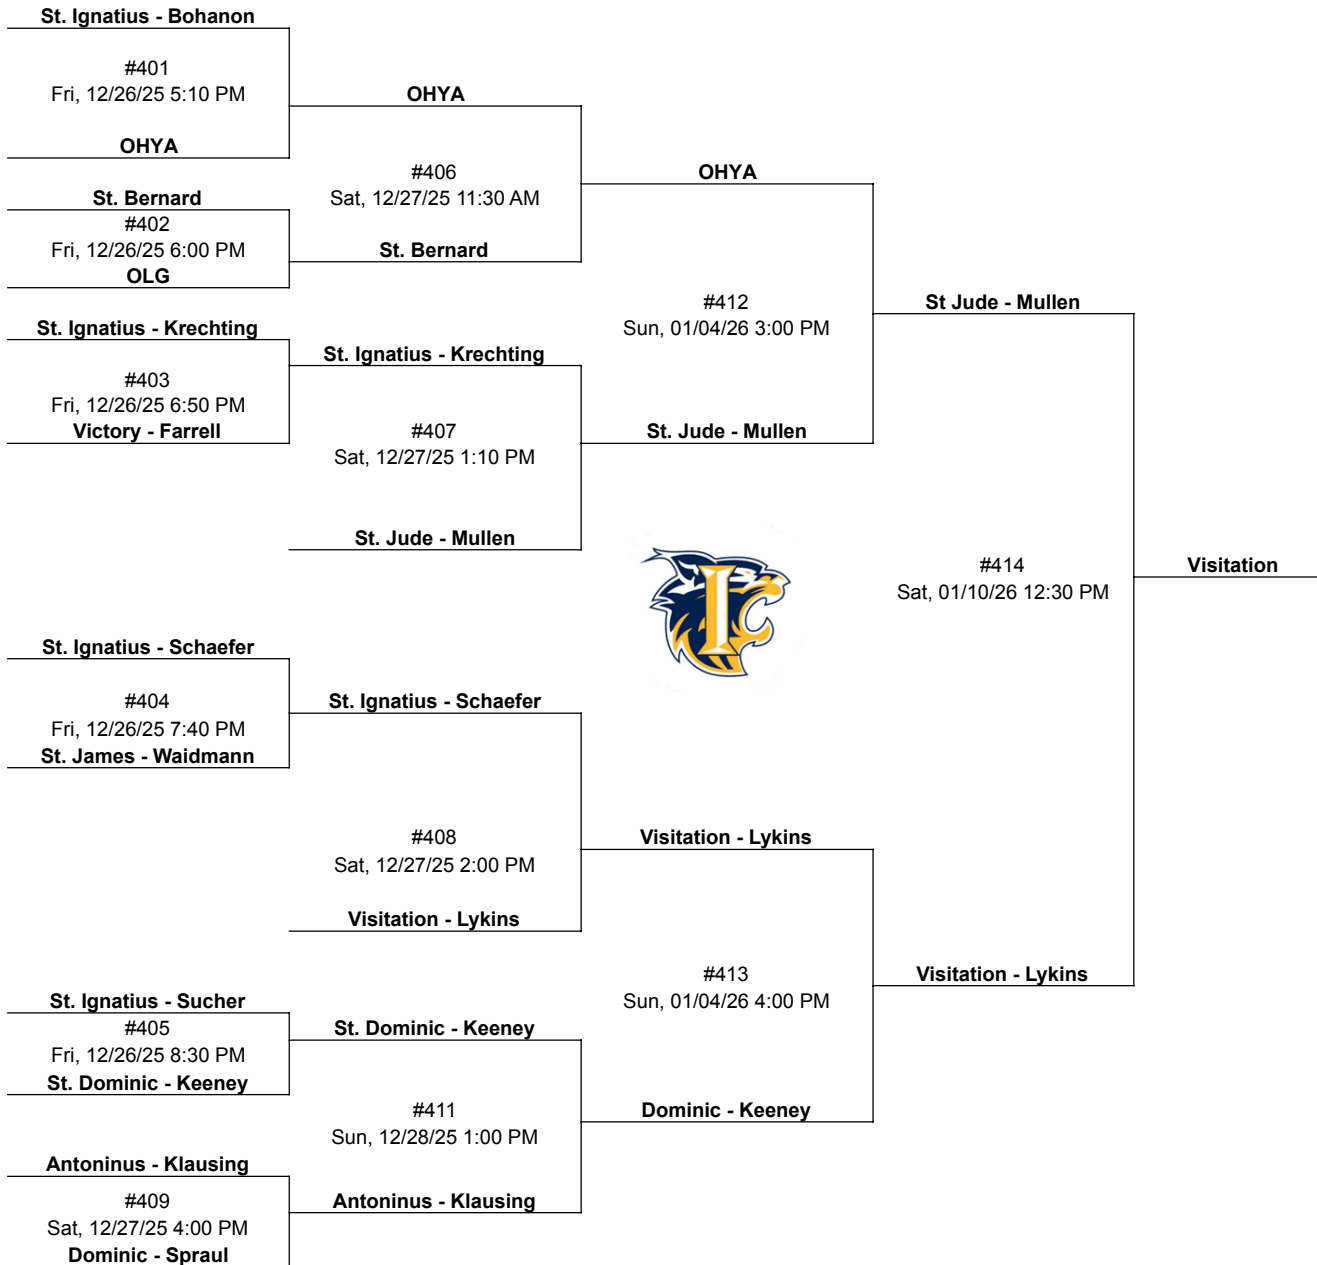 St. Ignatius - Bohanon
#401
Fri, 12/26/25 5:10 PM
OHYA
OHYA
#406
Sat, 12/27/25 11:30 AM
OHYA
St. Bernard
#402
Fri, 12/26/25 6:00 PM
OLG
St. Bernard
#412
Sun, 01/04/26 3:00 PM
St Jude - Mullen
St. Ignatius - Krechting
#403
Fri, 12/26/25 6:50 PM
Victory - Farrell
St. Ignatius - Krechting
#407
Sat, 12/27/25 1:10 PM
St. Jude - Mullen
St. Jude - Mullen
IC
#414
Sat, 01/10/26 12:30 PM
Visitation
St. Ignatius - Schaefer
#404
Fri, 12/26/25 7:40 PM
St. James - Waidmann
St. Ignatius - Schaefer
#408
Sat, 12/27/25 2:00 PM
Visitation - Lykins
Visitation - Lykins
#413
Sun, 01/04/26 4:00 PM
Visitation - Lykins
St. Ignatius - Sucher
#405
Fri, 12/26/25 8:30 PM
St. Dominic - Keeney
St. Dominic - Keeney
#411
Sun, 12/28/25 1:00 PM
Dominic - Keeney
Antoninus - Klausing
#409
Sat, 12/27/25 4:00 PM
Dominic - Spraul
Antoninus - Klausing